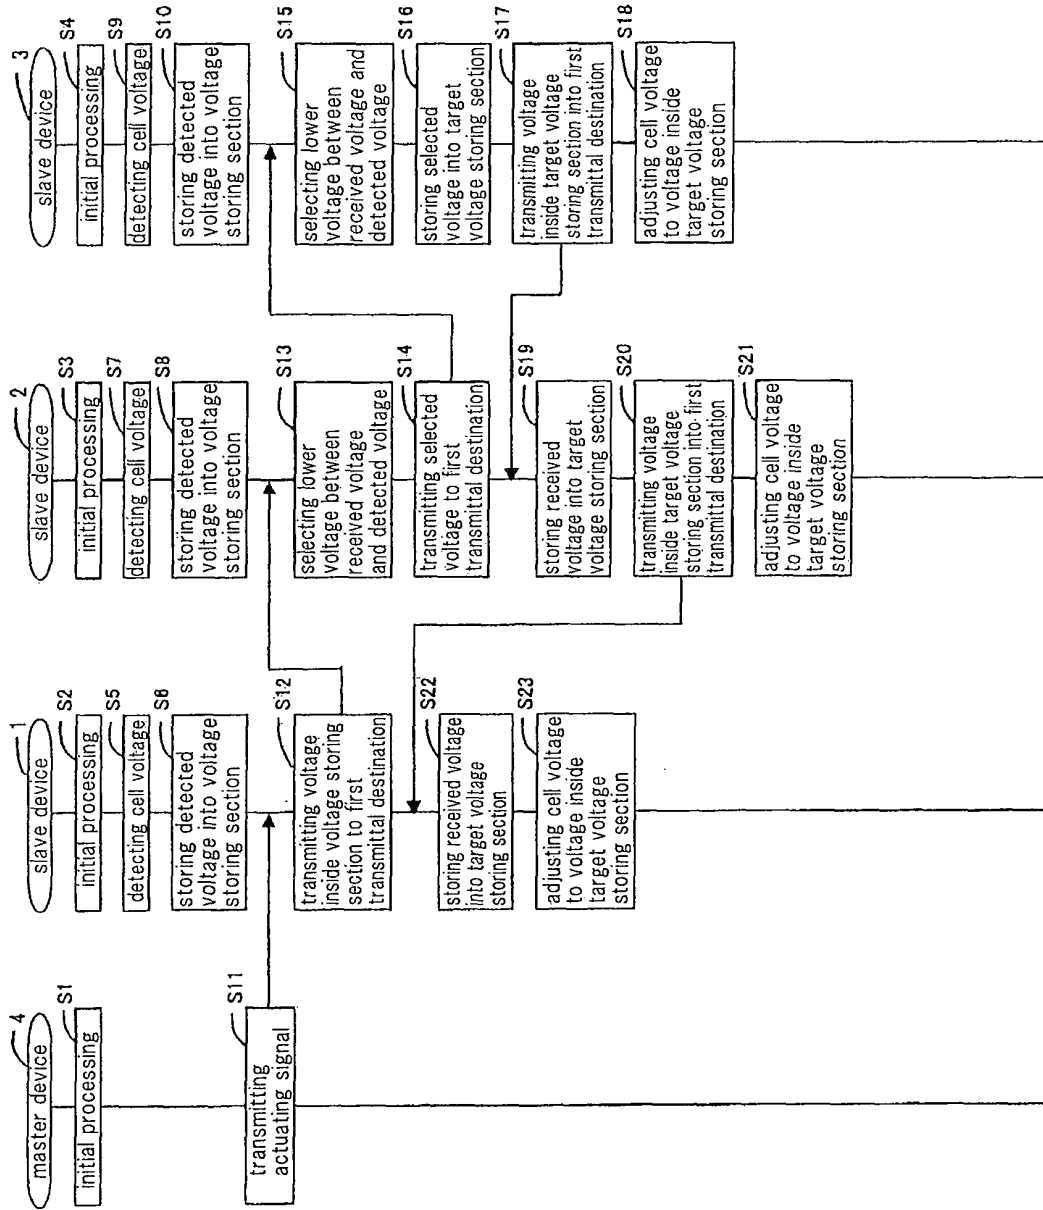 4
master device
S1
initial processing
S11
transmitting
actuating signal
1
slave device
S2
initial processing
S5
detecting cell voltage
S6
storing detected
voltage into voltage
storing section
S12
transmitting voltage
inside voltage storing
section to first
transmittal destination
S22
storing received voltage
into target voltage
storing section
S23
adjusting cell voltage
to voltage inside
target voltage
storing section
2
slave device
S3
initial processing
S7
detecting cell voltage
S8
storing detected
voltage into voltage
storing section
S13
selecting lower
voltage between
received voltage
and detected voltage
S14
transmitting selected
voltage to first
transmittal destination
S19
storing received
voltage into target
voltage storing section
S20
transmitting voltage
inside target voltage
storing section into first
transmittal destination
S21
adjusting cell voltage
to voltage inside
target voltage
storing section
3
slave device
S4
initial processing
S9
detecting cell voltage
S10
storing detected
voltage into voltage
storing section
S15
selecting lower
voltage between
received voltage and
detected voltage
S16
storing selected
voltage into target
voltage storing section
S17
transmitting voltage
inside target voltage
storing section into first
transmittal destination
S18
adjusting cell voltage
to voltage inside
target voltage
storing section